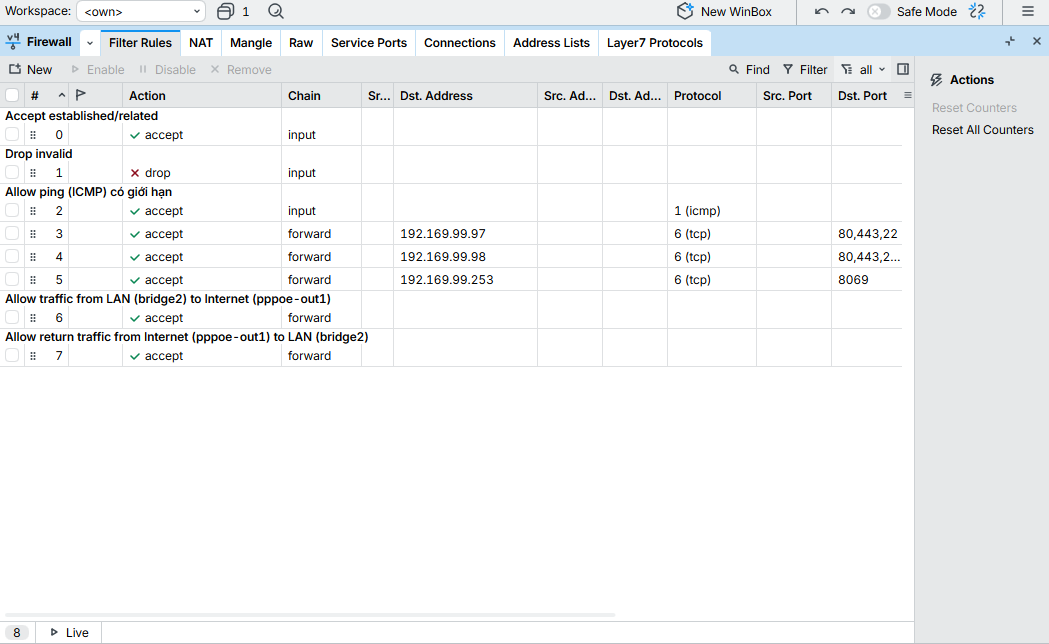 Workspace: <own> 1 New WinBox Safe Mode
Firewall Filter Rules NAT Mangle Raw Service Ports Connections Address Lists Layer7 Protocols
New Enable Disable Remove Find Filter all
# Action Chain Sr... Dst. Address Src. Ad... Dst. Ad... Protocol Src. Port Dst. Port
Accept established/related
0 accept input
Drop invalid
1 drop input
Allow ping (ICMP) có giới hạn
2 accept input 1 (icmp)
3 accept forward 192.169.99.97 6 (tcp) 80,443,22
4 accept forward 192.169.99.98 6 (tcp) 80,443,2...
5 accept forward 192.169.99.253 6 (tcp) 8069
Allow traffic from LAN (bridge2) to Internet (pppoe-out1)
6 accept forward
Allow return traffic from Internet (pppoe-out1) to LAN (bridge2)
7 accept forward
8 Live
Actions
Reset Counters
Reset All Counters